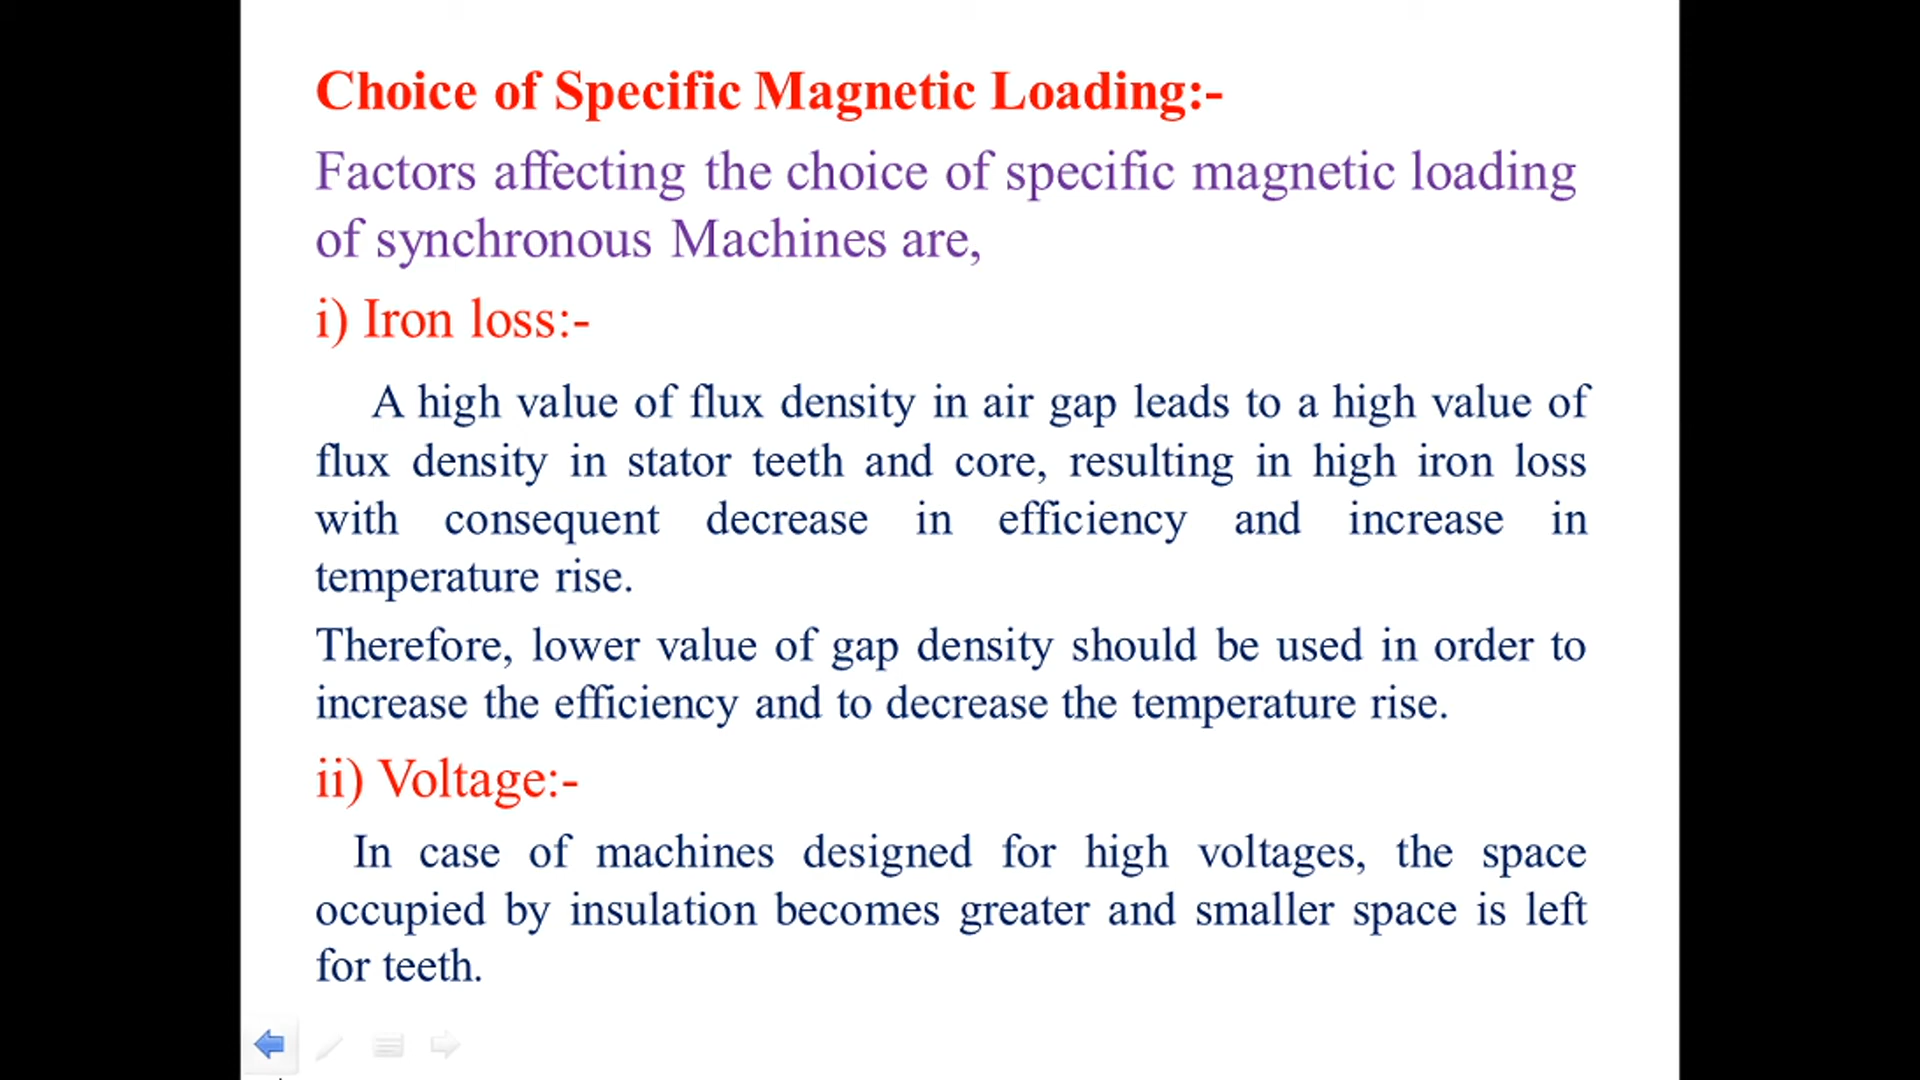 Choice of Specific Magnetic Loading:-
Factors affecting the choice of specific magnetic loading
of synchronous Machines are,
i) Iron loss:-
A high value of flux density in air gap leads to a high value of
flux density in stator teeth and core, resulting in high iron loss
with consequent decrease in efficiency and increase in
temperature rise.
Therefore, lower value of gap density should be used in order to
increase the efficiency and to decrease the temperature rise.
ii) Voltage:-
In case of machines designed for high voltages, the space
occupied by insulation becomes greater and smaller space is left
for teeth.